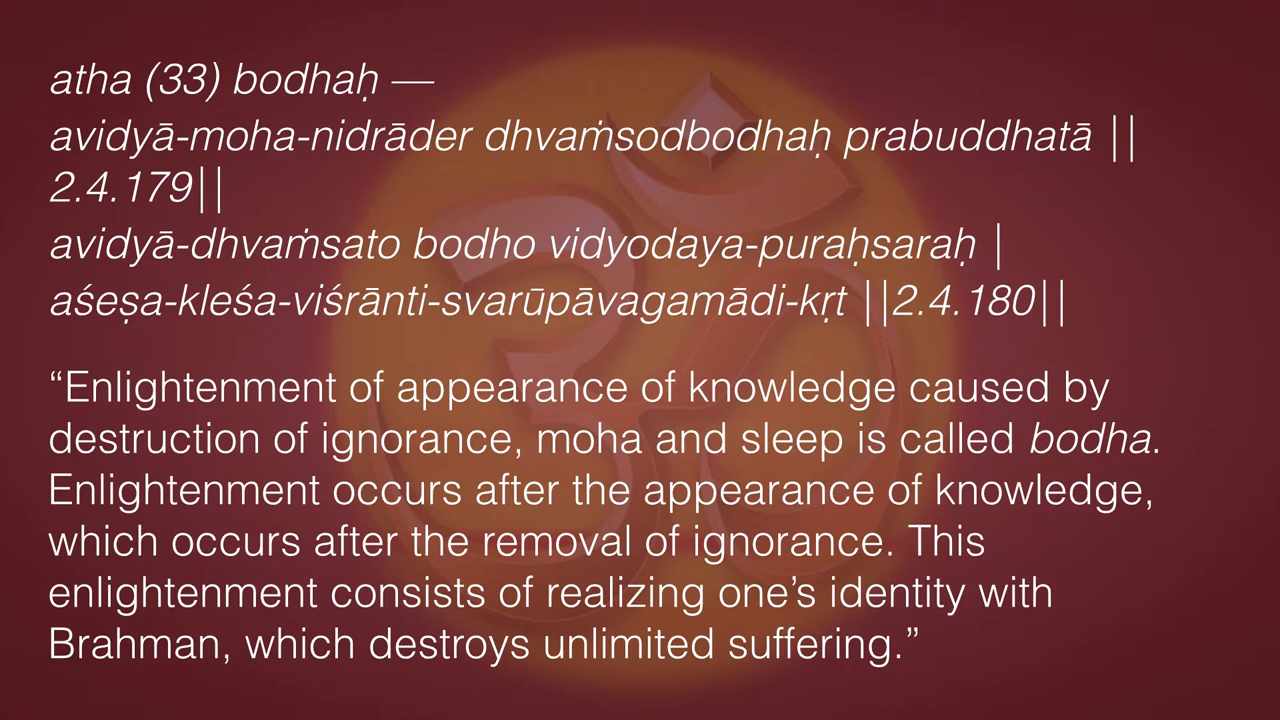 atha (33) bodhaḥ —
avidyā-moha-nidrāder dhvaṁsodbodhaḥ prabuddhatā ||
2.4.179||
avidyā-dhvaṁsato bodho vidyodaya-puraḥsaraḥ |
aśeṣa-kleśa-viśrānti-svarūpāvagamādi-kṛt ||2.4.180||
“Enlightenment of appearance of knowledge caused by
destruction of ignorance, moha and sleep is called bodha.
Enlightenment occurs after the appearance of knowledge,
which occurs after the removal of ignorance. This
enlightenment consists of realizing one’s identity with
Brahman, which destroys unlimited suffering.”